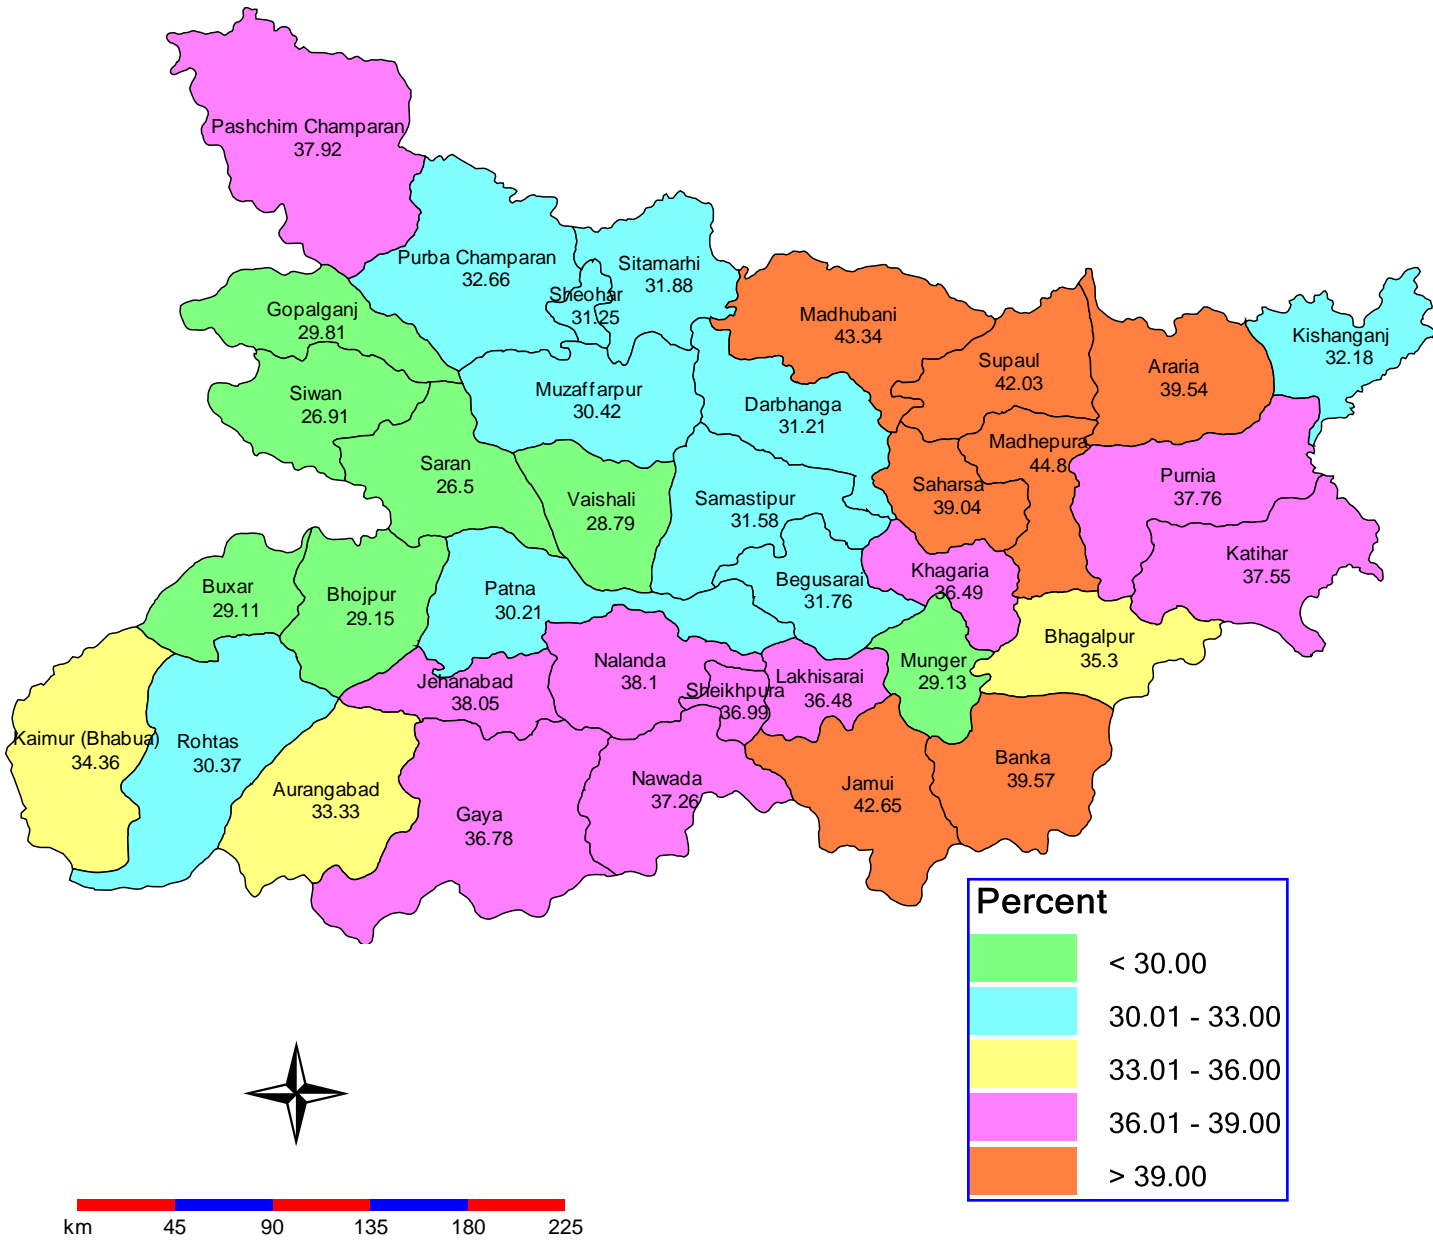 Pashchim Champaran
37.92
Purba Champaran
32.66
Sitamarhi
31.88
Sheohar
31.25
Gopalganj
29.81
Madhubani
43.34
Supaul
42.03
Araria
39.54
Kishanganj
32.18
Siwan
26.91
Muzaffarpur
30.42
Darbhanga
31.21
Madhepura
44.8
Saran
26.5
Vaishali
28.79
Samastipur
31.58
Saharsa
39.04
Purnia
37.76
Katihar
37.55
Buxar
29.11
Bhojpur
29.15
Patna
30.21
Begusarai
31.76
Khagaria
36.49
Bhagalpur
35.3
Jehanabad
38.05
Nalanda
38.1
Sheikhpura
36.99
Lakhisarai
36.48
Munger
29.13
Kaimur (Bhabua)
34.36
Rohtas
30.37
Aurangabad
33.33
Gaya
36.78
Nawada
37.26
Jamui
42.65
Banka
39.57
Percent
< 30.00
30.01 - 33.00
33.01 - 36.00
36.01 - 39.00
> 39.00
km 45 90 135 180 225